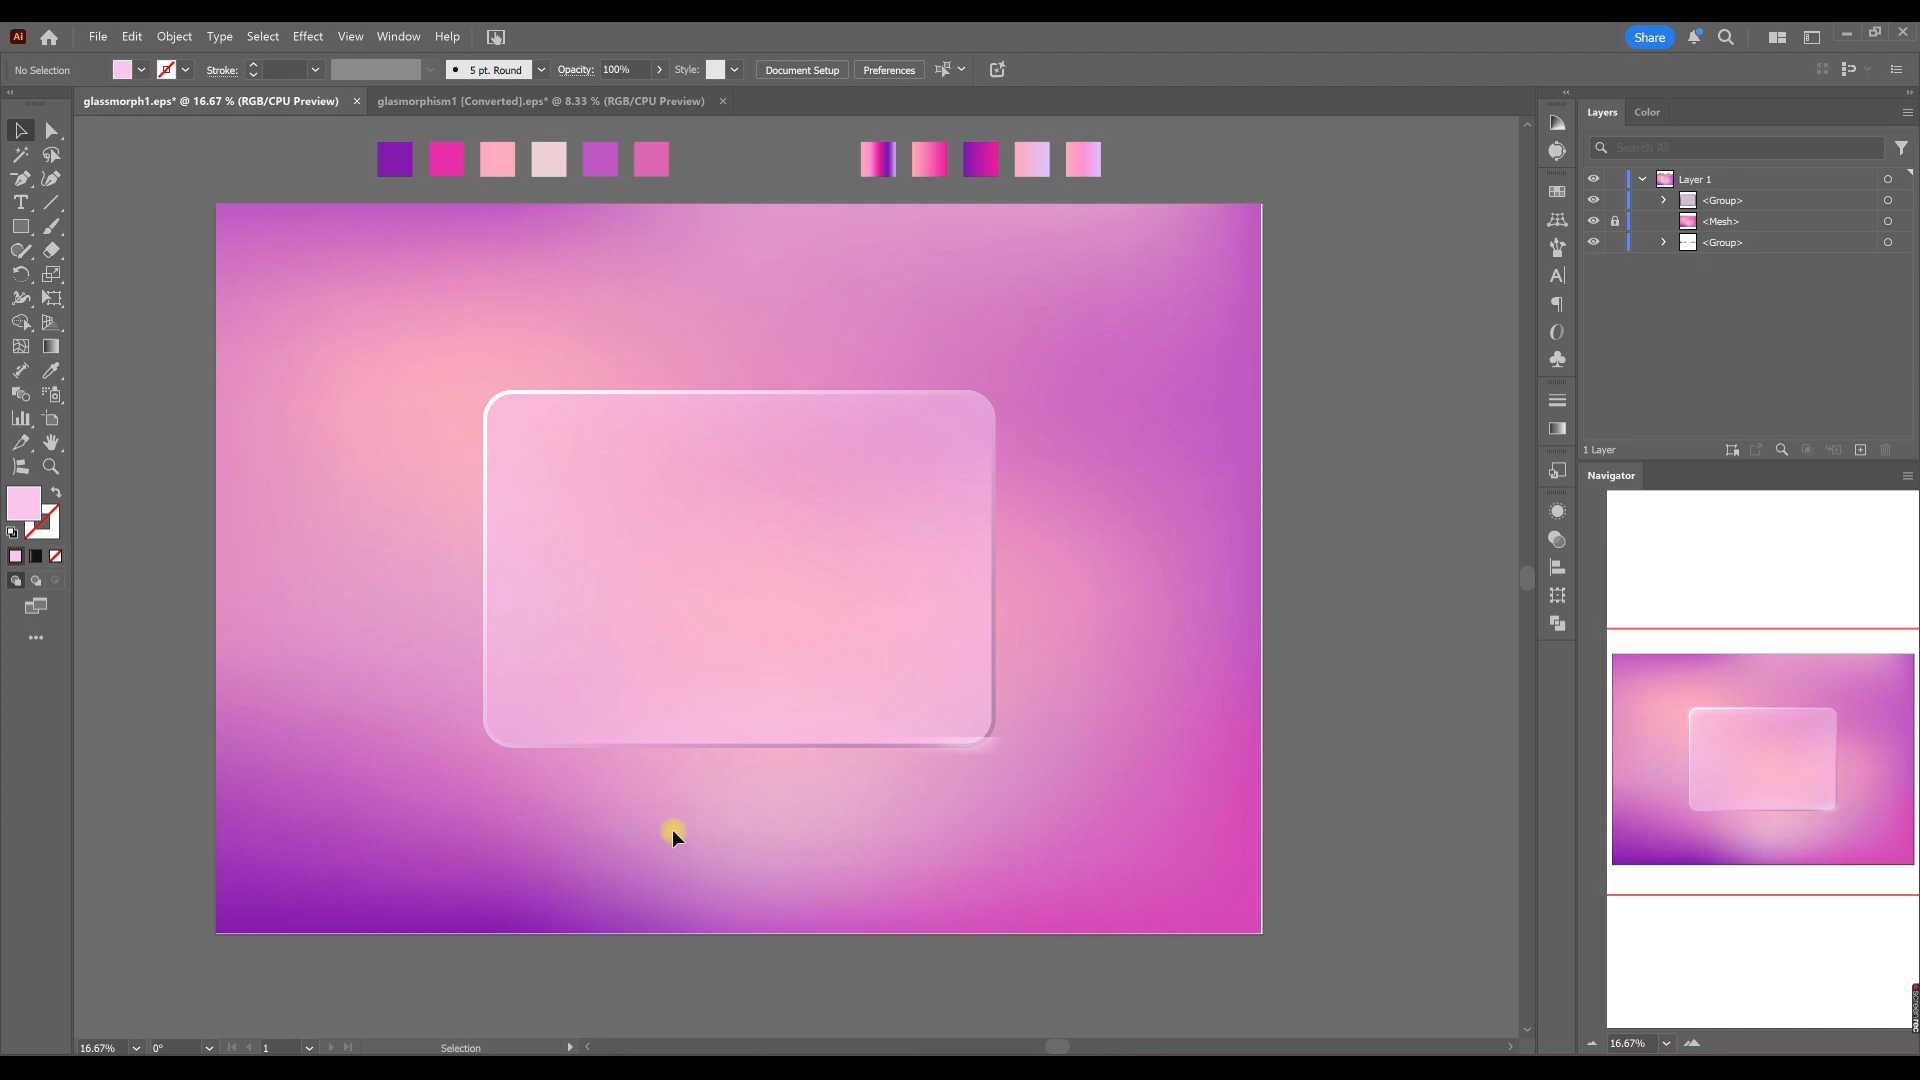 Ai File Edit Object Type Select Effect View Window Help Share
No Selection Stroke: 5 pt. Round Opacity: 100% Style: Document Setup Preferences
glassmorph1.eps* @ 16.67 % (RGB/CPU Preview) glasmorphism1 [Converted].eps* @ 8.33 % (RGB/CPU Preview)
Layers Color
Search All
Layer 1
<Group>
<Mesh>
<Group>
1 Layer
Navigator
16.67% 0° 1 Selection 16.67%